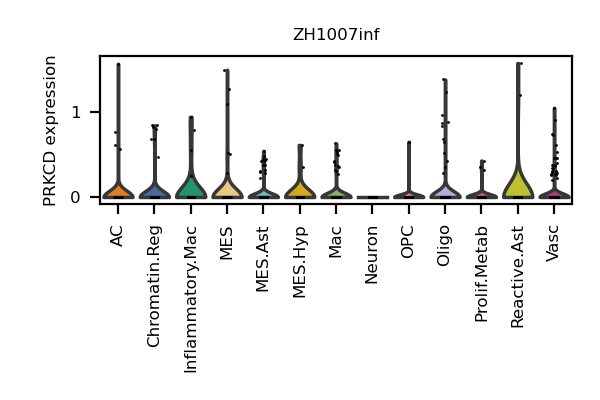 ZH1007inf
PRKCD expression
1
0
AC
Chromatin.Reg
Inflammatory.Mac
MES
MES.Ast
MES.Hyp
Mac
Neuron
OPC
Oligo
Prolif.Metab
Reactive.Ast
Vasc